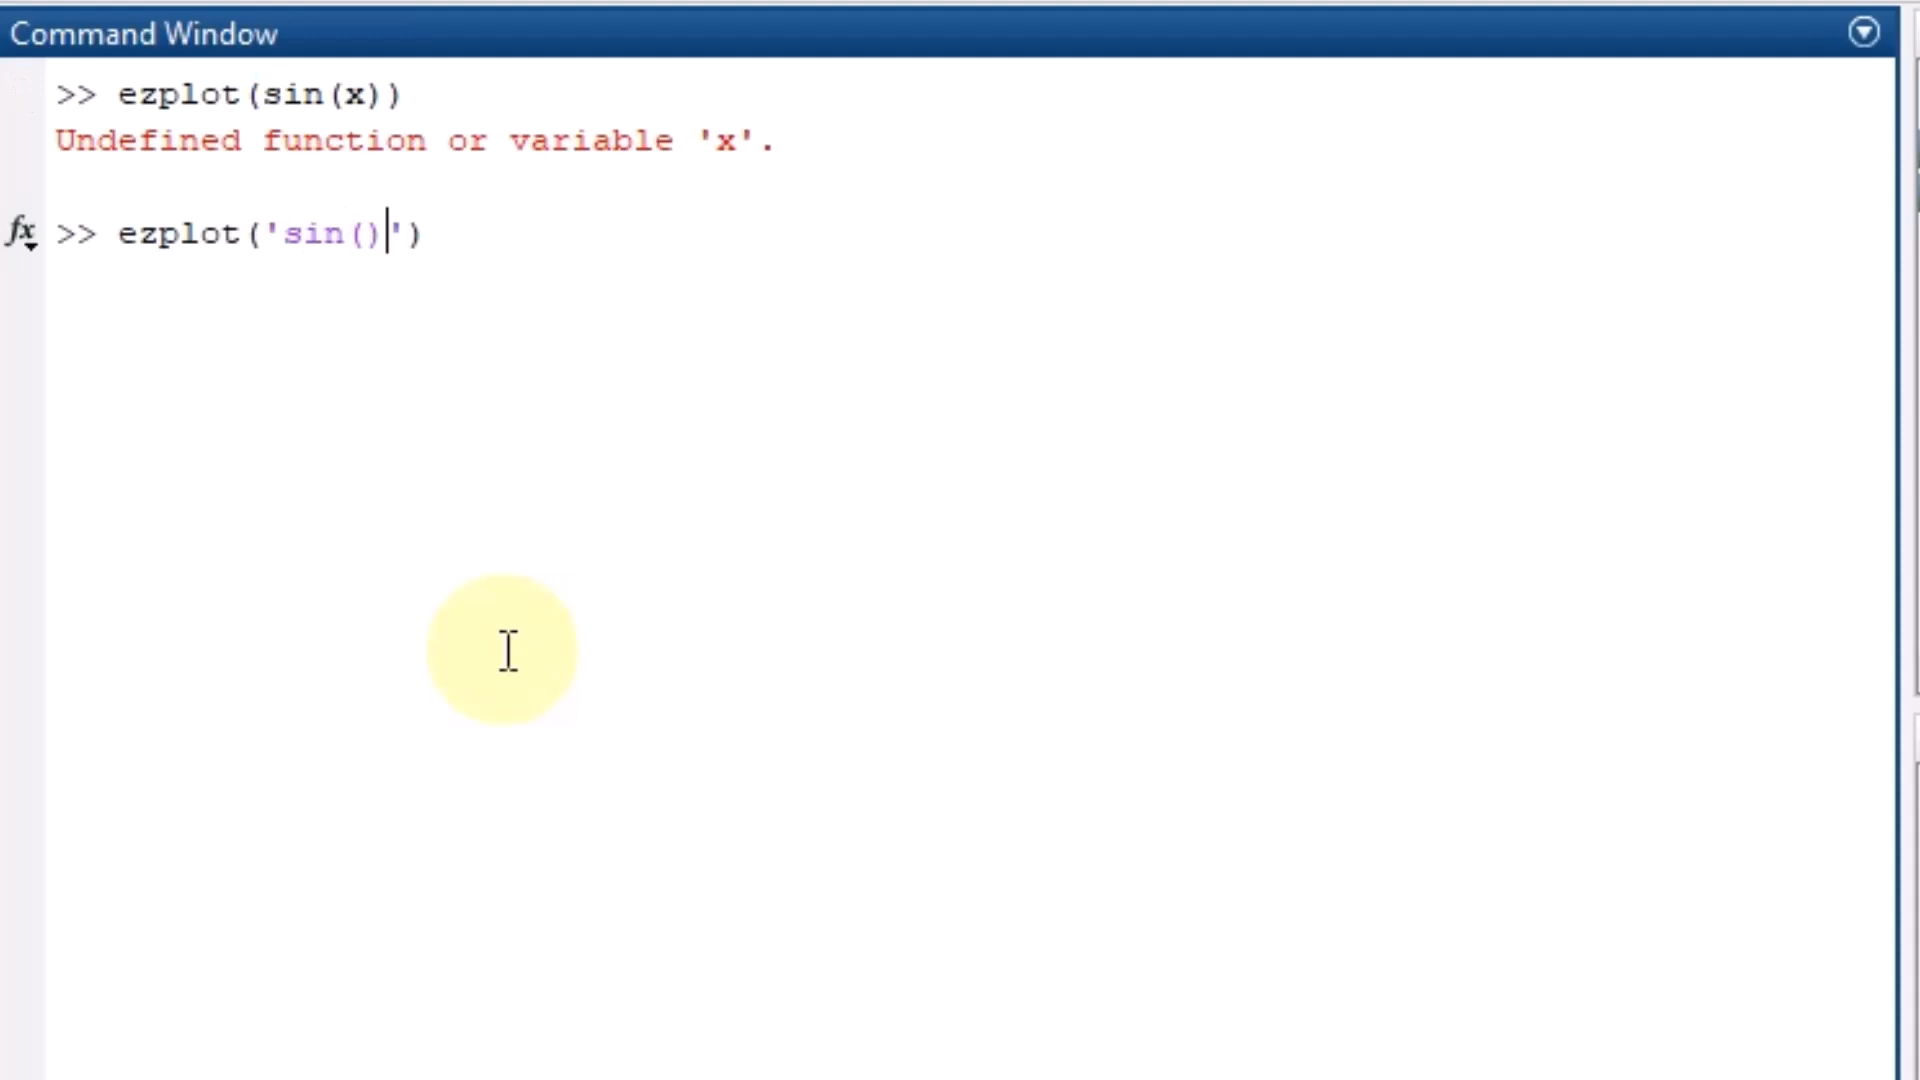 Command Window
>> ezplot(sin(x))
Undefined function or variable 'x'.
fx >> ezplot('sin()')